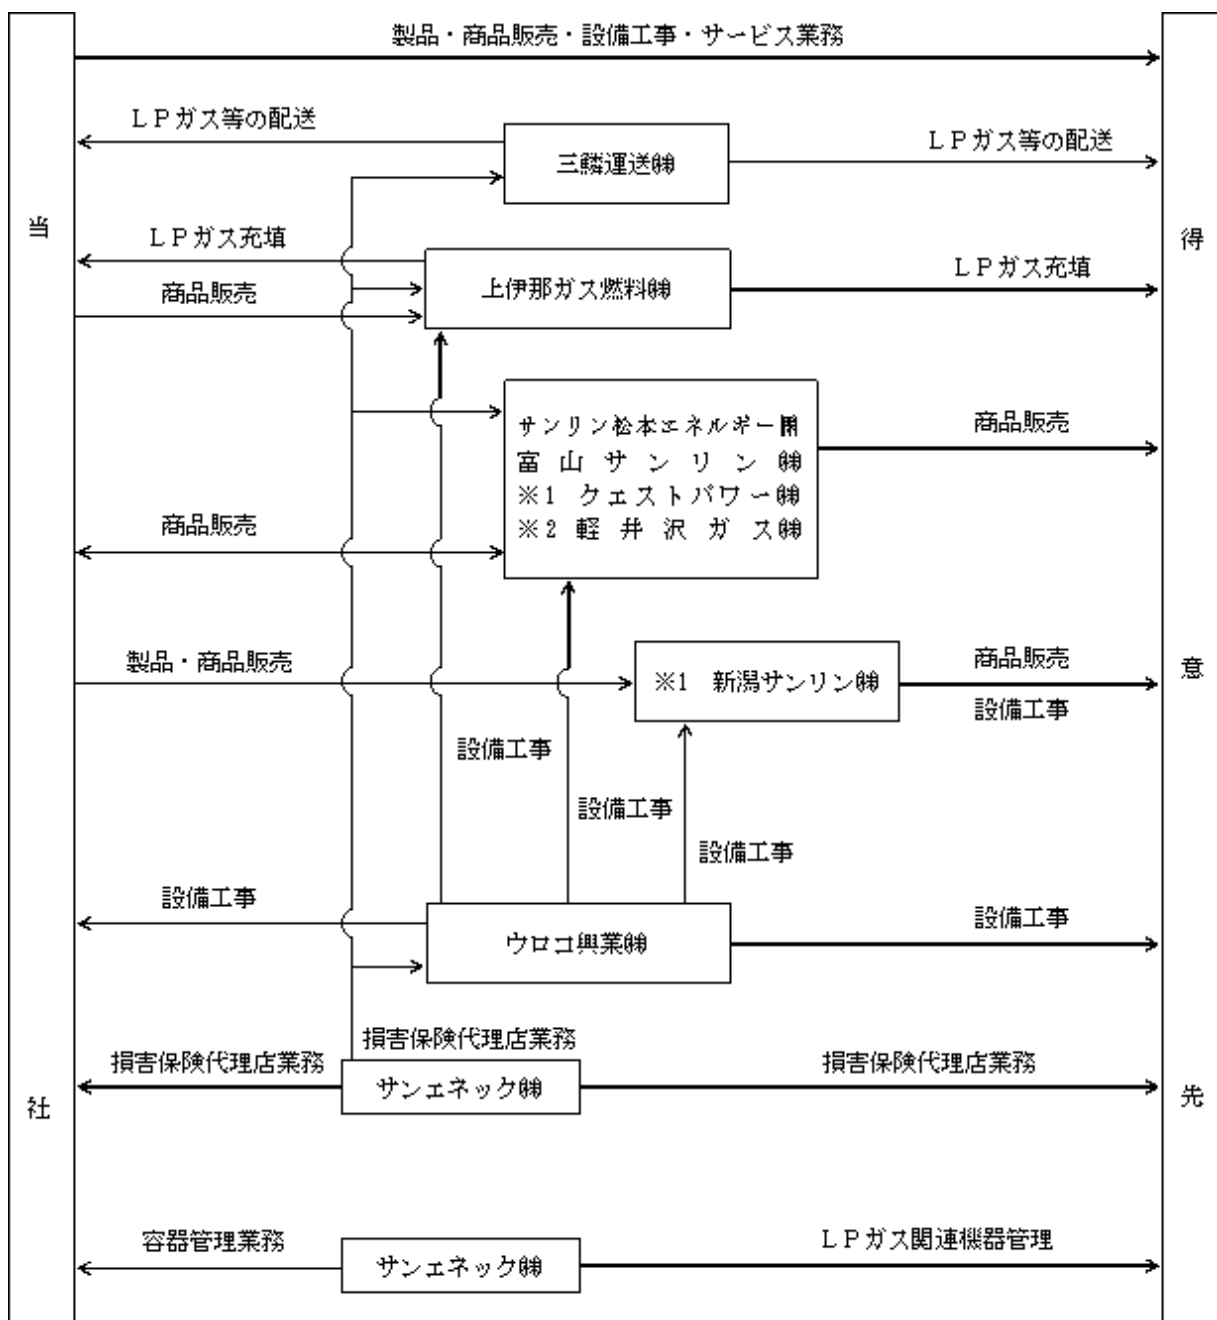 製品・商品販売・設備工事・サービス業務
ＬＰガス等の配送
三鱗運送㈱
ＬＰガス等の配送
当
得
ＬＰガス充填
上伊那ガス燃料㈱
ＬＰガス充填
商品販売
サンリン松本エネルギー㈲
富山サンリン㈱
※1 クエストパワー㈱
※2 軽井沢ガス㈱
商品販売
商品販売
製品・商品販売
※1 新潟サンリン㈱
商品販売
設備工事
意
設備工事
設備工事
設備工事
設備工事
ウロコ興業㈱
設備工事
損害保険代理店業務
損害保険代理店業務
サンエネック㈱
損害保険代理店業務
社
先
容器管理業務
サンエネック㈱
ＬＰガス関連機器管理